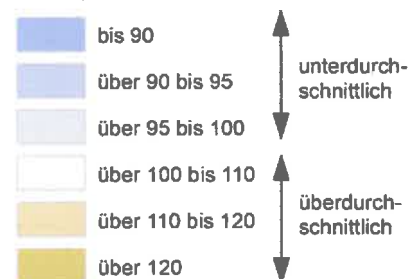 bis 90
über 90 bis 95
über 95 bis 100
über 100 bis 110
über 110 bis 120
über 120
unterdurch-
schnittlich
überdurch-
schnittlich